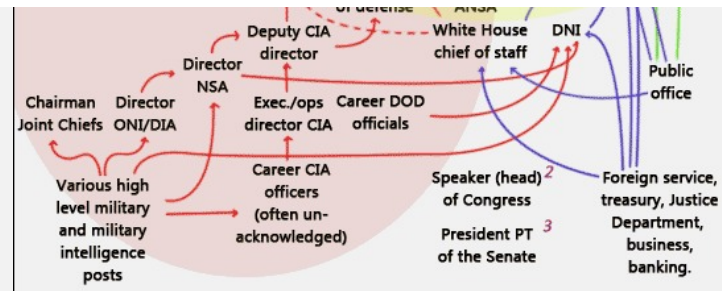 of defense
ANSA
Deputy CIA
director
White House
chief of staff
DNI
Director
NSA
Public
office
Chairman
Joint Chiefs
Director
ONI/DIA
Exec./ops
director CIA
Career DOD
officials
Various high
level military
and military
intelligence
posts
Career CIA
officers
(often un-
acknowledged)
Speaker (head) 2
of Congress
President PT 3
of the Senate
Foreign service,
treasury, Justice
Department,
business,
banking.